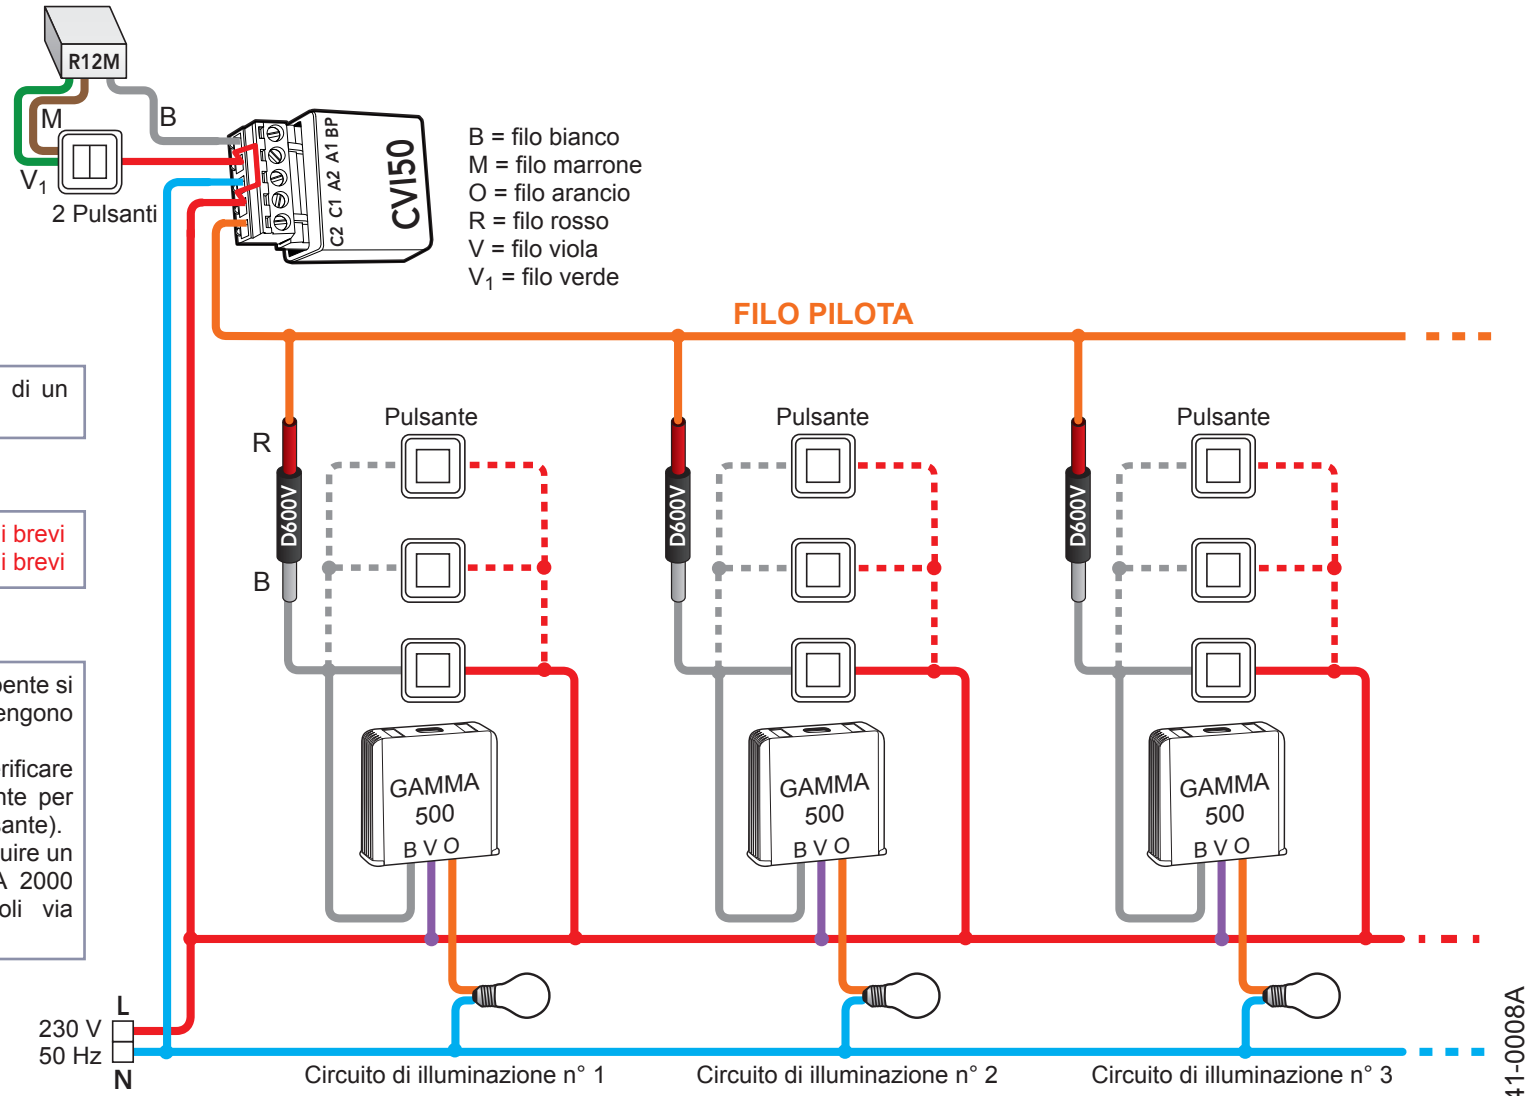 R12M
M
B
V1
2 Pulsanti
BP
A1
A2
C1
C2
CVI50
B = filo bianco
M = filo marrone
O = filo arancio
R = filo rosso
V = filo viola
V1 = filo verde
FILO PILOTA
di un
i brevi
i brevi
ente si
engono
erificare
nte per
sante).
uire un
A 2000
oli via
R
D600V
B
Pulsante
GAMMA
500
B V O
D600V
Pulsante
GAMMA
500
B V O
D600V
Pulsante
GAMMA
500
B V O
L
230 V
50 Hz
N
Circuito di illuminazione n° 1
Circuito di illuminazione n° 2
Circuito di illuminazione n° 3
41-0008A